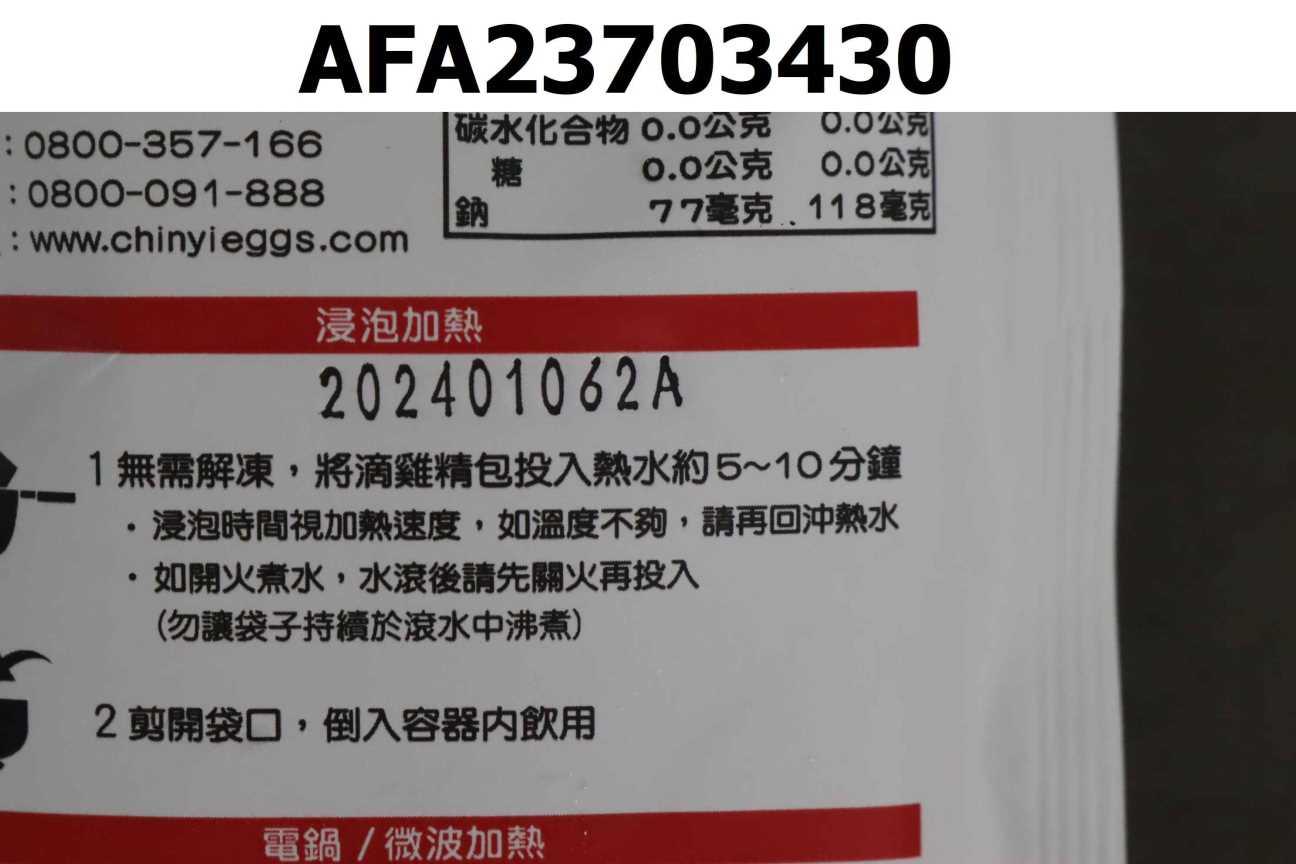 AFA23703430
: 0800-357-166
: 0800-091-888
: www.chinyieggs.com
碳水化合物 0.0公克 0.0公克
糖 0.0公克 0.0公克
鈉 77毫克 118毫克
浸泡加熱
202401062A
1 無需解凍，將滴雞精包投入熱水約5~10分鐘
・浸泡時間視加熱速度，如溫度不夠，請再回沖熱水
・如開火煮水，水滾後請先關火再投入
(勿讓袋子持續於滾水中沸煮)
2 剪開袋口，倒入容器內飲用
電鍋 / 微波加熱